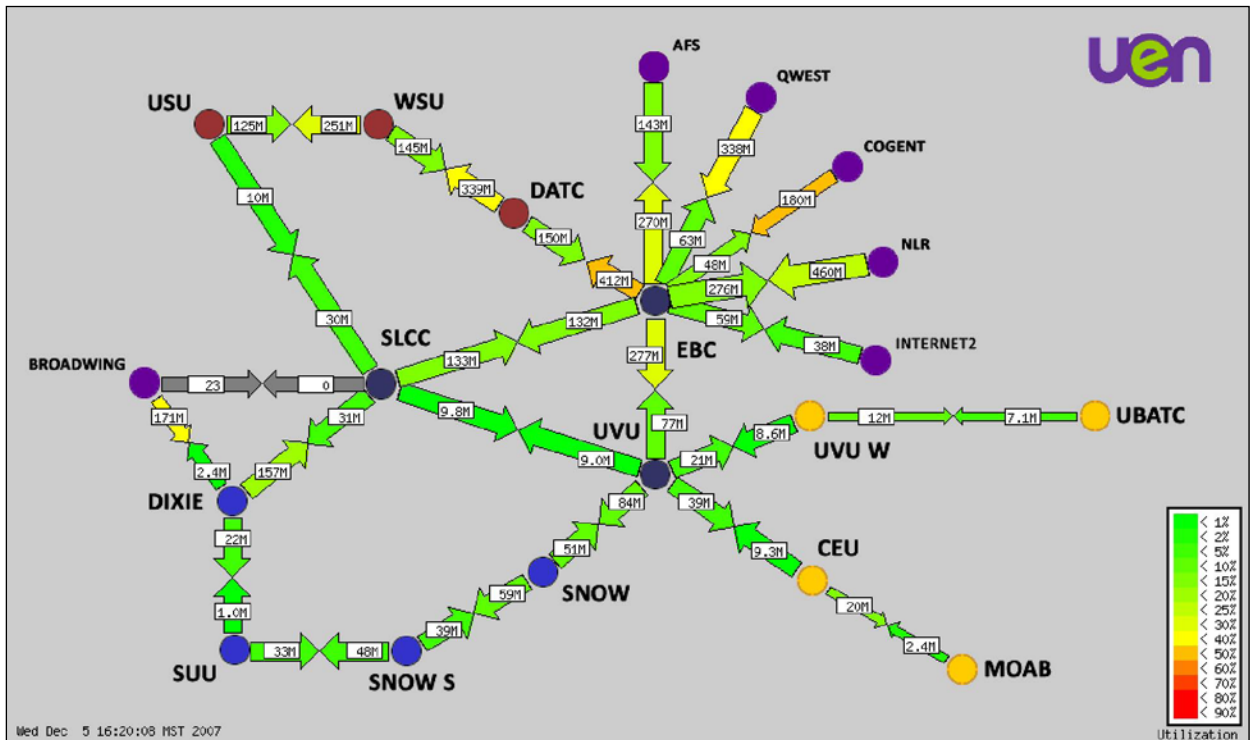 AFS
uen
QWEST
USU
WSU
125M
251M
143M
338M
COGENT
145M
DATC
339M
180M
10M
150M
270M
63M
48M
NLR
412M
276M
460M
30M
SLCC
132M
59M
EBC
38M
INTERNET2
133M
277M
BROADWING
23
0
171M
31M
9.8M
UVU
77M
8.6M
12M
7.1M
UBATC
UVU W
2.4M
157M
9.0M
21M
DIXIE
84M
39M
22M
51M
9.3M
CEU
SNOW
1.0M
59M
20M
39M
33M
48M
2.4M
SUU
SNOW S
MOAB
< 1%
< 2%
< 5%
< 10%
< 15%
< 20%
< 25%
< 30%
< 40%
< 50%
< 60%
< 70%
< 80%
< 90%
Wed Dec 5 16:20:08 MST 2007
Utilization